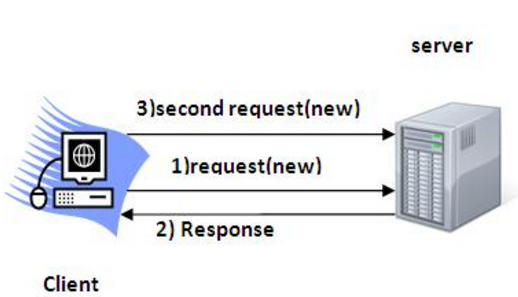 server
3)second request(new)
1)request(new)
2) Response
Client